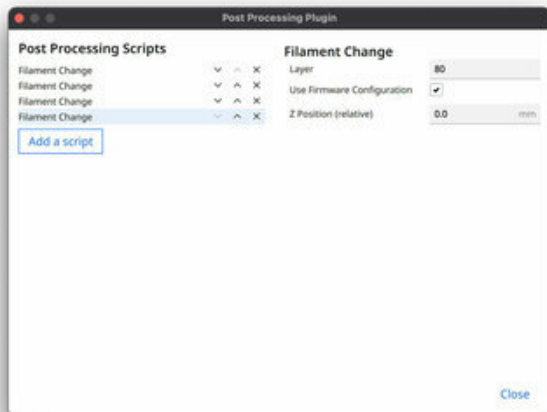 Post Processing Plugin
Post Processing Scripts
Filament Change
Filament Change
Filament Change
Filament Change
Add a script
Filament Change
Layer 80
Use Firmware Configuration
Z Position (relative) 0.0 mm
Close